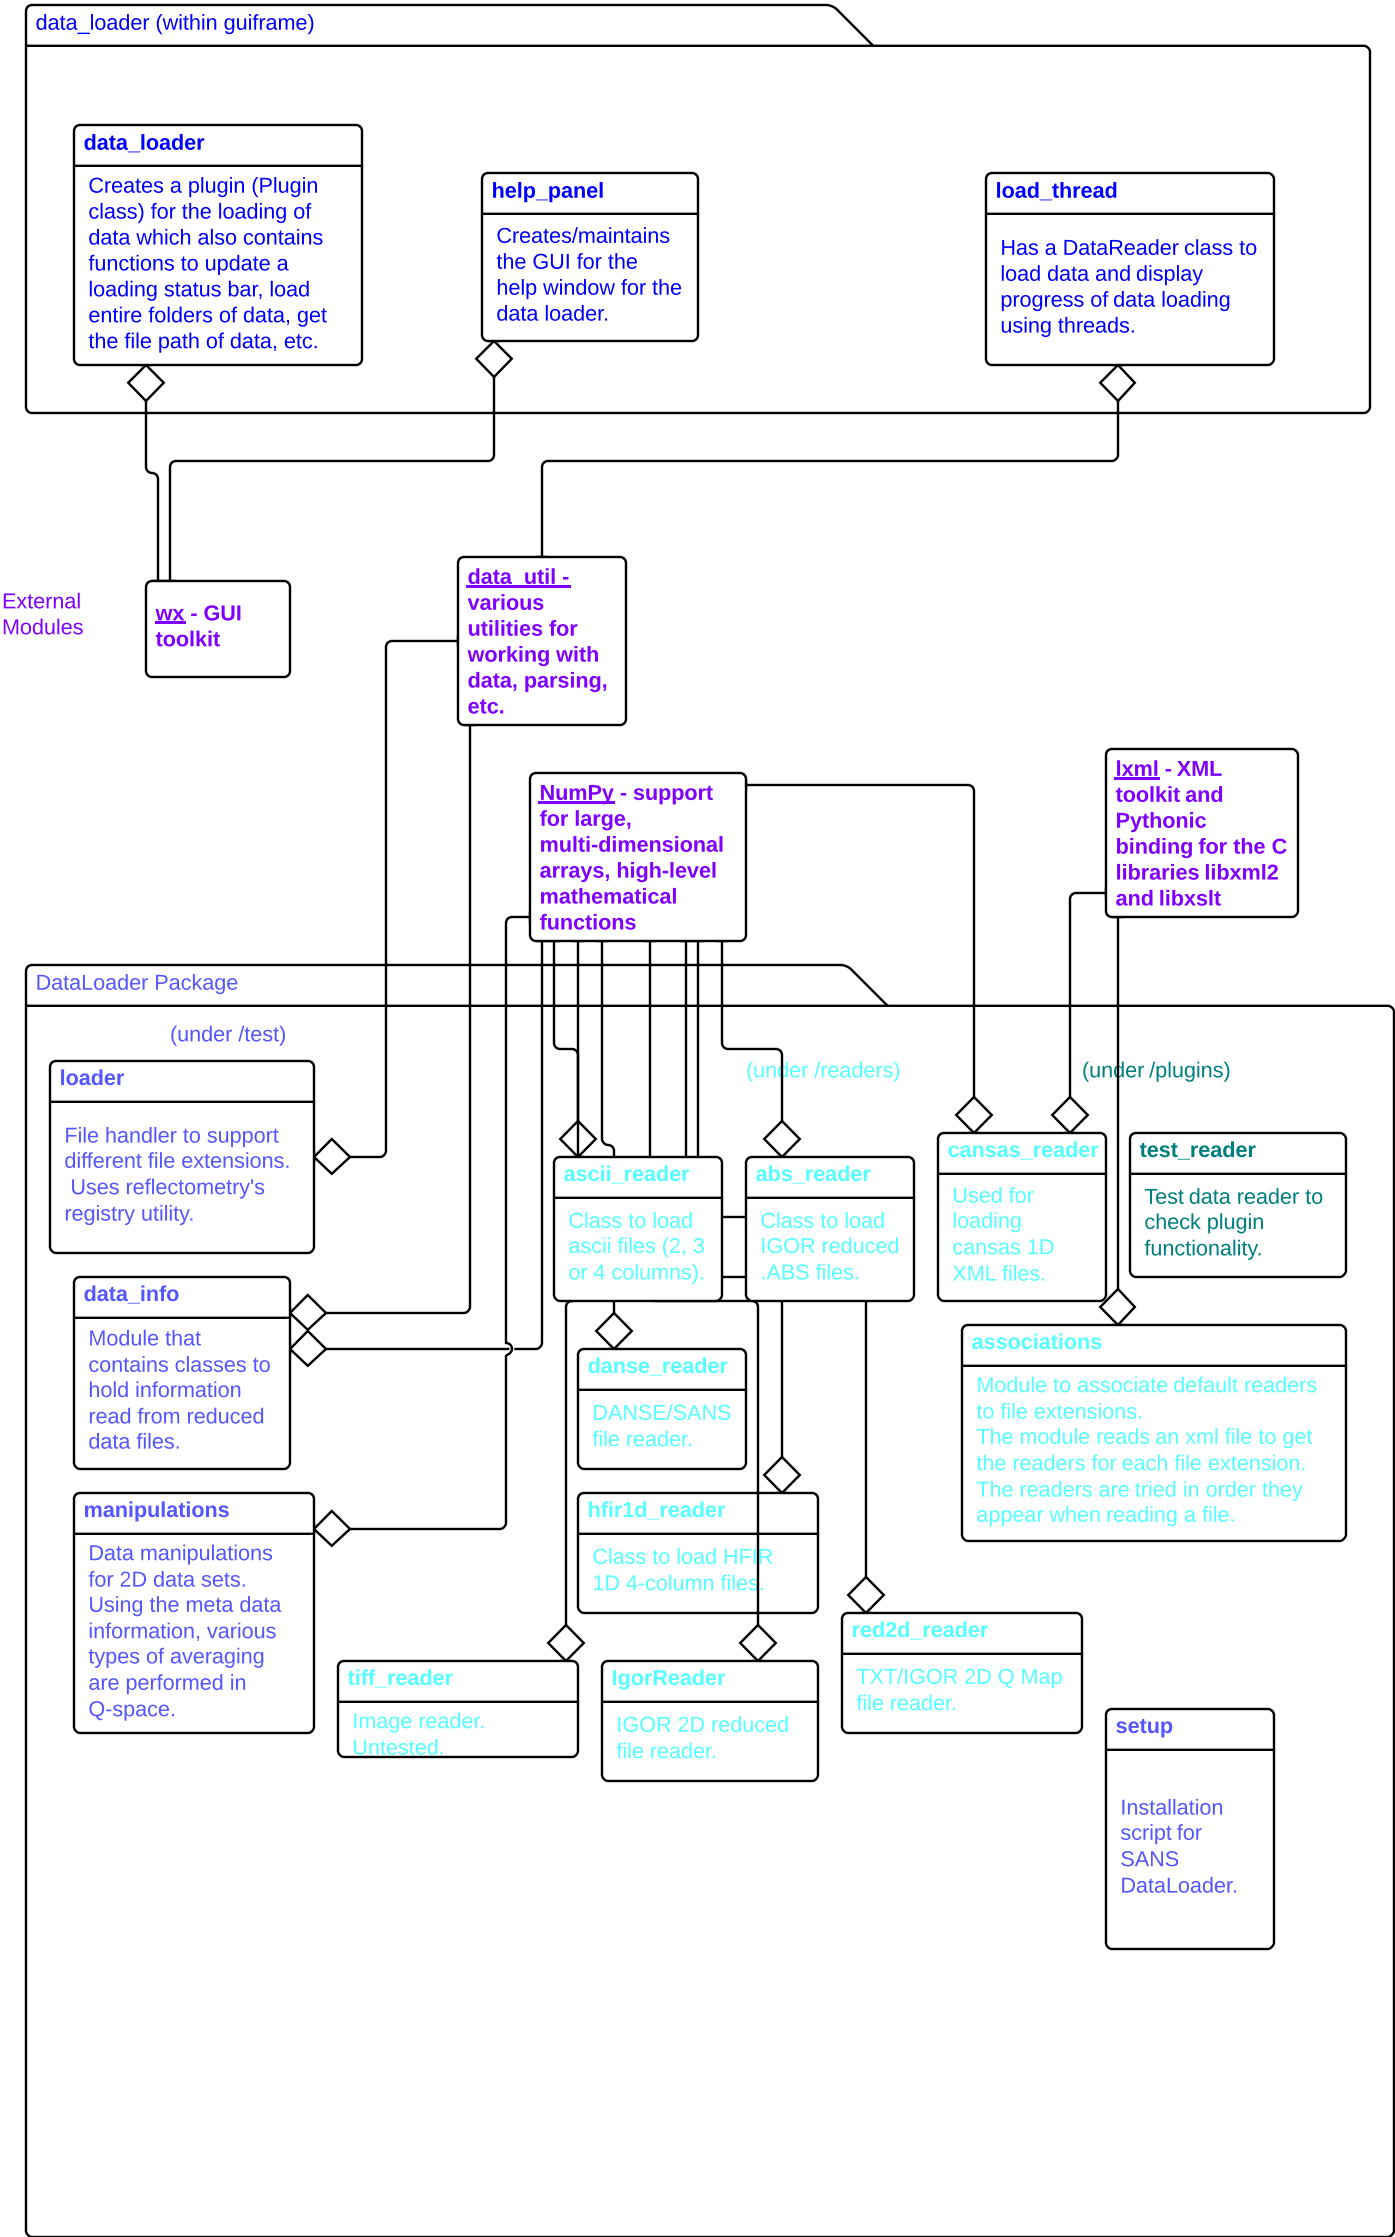 data_loader (within guiframe)
data_loader
Creates a plugin (Plugin
class) for the loading of
data which also contains
functions to update a
loading status bar, load
entire folders of data, get
the file path of data, etc.
help_panel
Creates/maintains
the GUI for the
help window for the
data loader.
load_thread
Has a DataReader class to
load data and display
progress of data loading
using threads.
External
Modules
wx - GUI
toolkit
data_util -
various
utilities for
working with
data, parsing,
etc.
NumPy - support
for large,
multi-dimensional
arrays, high-level
mathematical
functions
lxml - XML
toolkit and
Pythonic
binding for the C
libraries libxml2
and libxslt
DataLoader Package
(under /test)
(under /readers)
(under /plugins)
loader
File handler to support
different file extensions.
Uses reflectometry's
registry utility.
ascii_reader
Class to load
ascii files (2, 3
or 4 columns).
abs_reader
Class to load
IGOR reduced
.ABS files.
cansas_reader
Used for
loading
cansas 1D
XML files.
test_reader
Test data reader to
check plugin
functionality.
data_info
Module that
contains classes to
hold information
read from reduced
data files.
danse_reader
DANSE/SANS
file reader.
associations
Module to associate default readers
to file extensions.
The module reads an xml file to get
the readers for each file extension.
The readers are tried in order they
appear when reading a file.
manipulations
Data manipulations
for 2D data sets.
Using the meta data
information, various
types of averaging
are performed in
Q-space.
hfir1d_reader
Class to load HFIR
1D 4-column files.
red2d_reader
TXT/IGOR 2D Q Map
file reader.
tiff_reader
Image reader.
Untested.
IgorReader
IGOR 2D reduced
file reader.
setup
Installation
script for
SANS
DataLoader.